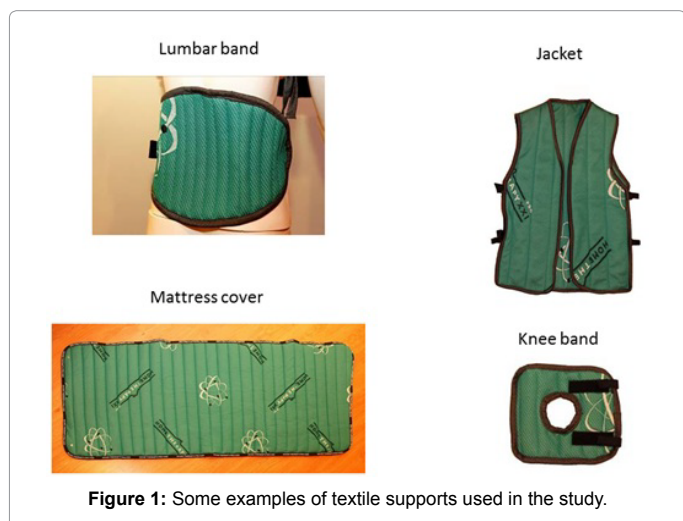 Lumbar band
Jacket
Mattress cover
Knee band
Figure 1: Some examples of textile supports used in the study.